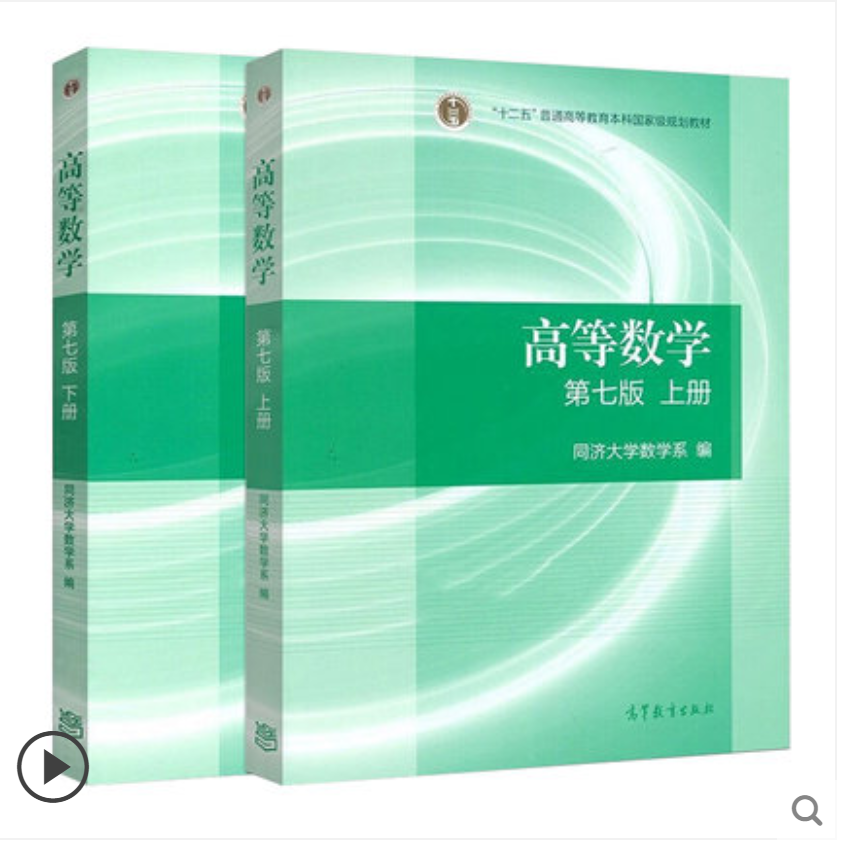 高等数学
第七版 下册
同济大学数学系 编
高等数学
第七版 上册
同济大学数学系 编
十二五
“十二五”普通高等教育本科国家级规划教材
高等数学
第七版 上册
同济大学数学系 编
高等教育出版社